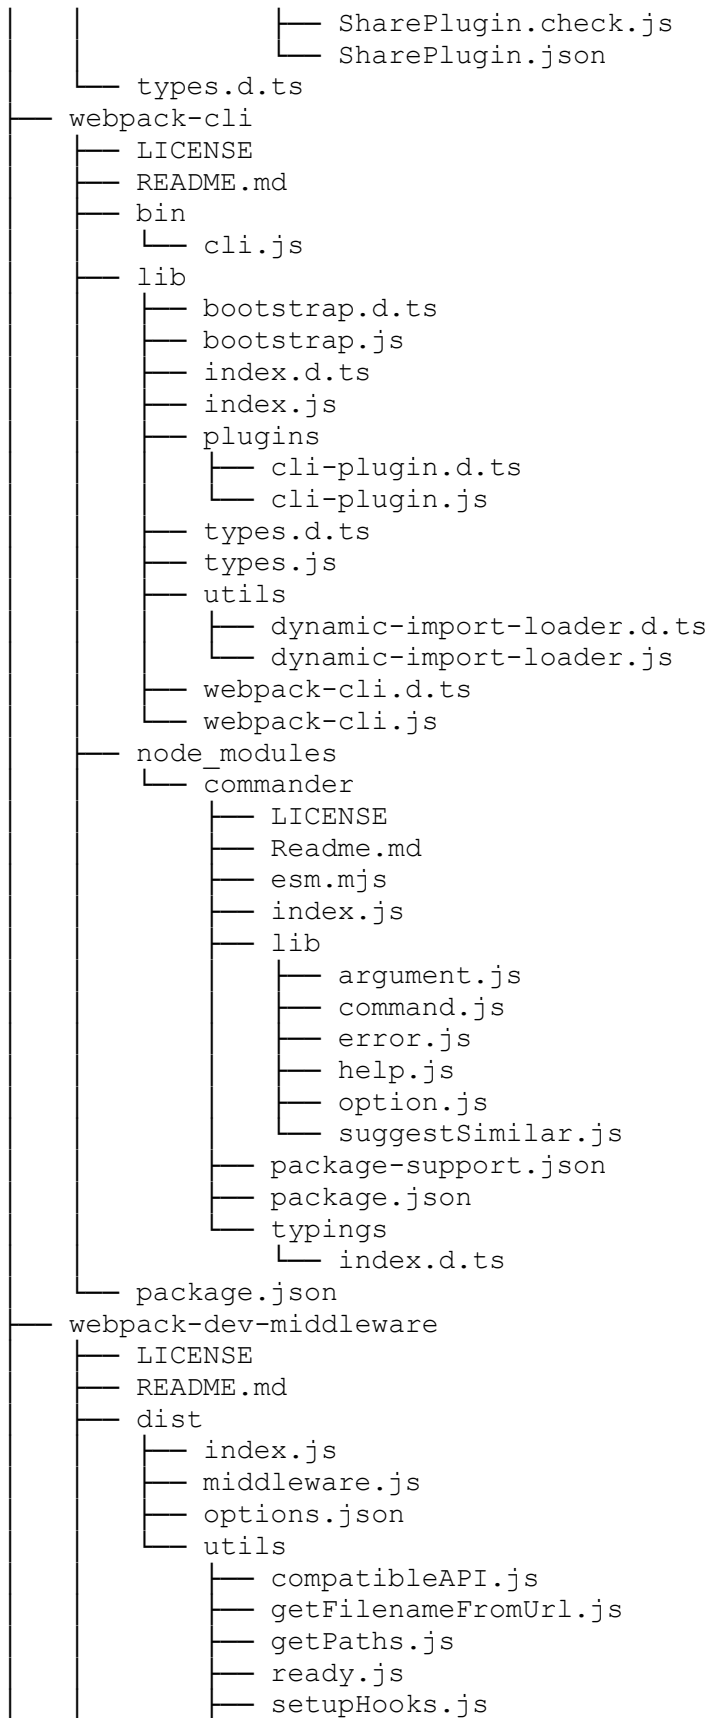 │   │           ├── SharePlugin.check.js
│   │           └── SharePlugin.json
│   └── types.d.ts
├── webpack-cli
│   ├── LICENSE
│   ├── README.md
│   ├── bin
│   │   └── cli.js
│   ├── lib
│   │   ├── bootstrap.d.ts
│   │   ├── bootstrap.js
│   │   ├── index.d.ts
│   │   ├── index.js
│   │   ├── plugins
│   │   │   ├── cli-plugin.d.ts
│   │   │   └── cli-plugin.js
│   │   ├── types.d.ts
│   │   ├── types.js
│   │   ├── utils
│   │   │   ├── dynamic-import-loader.d.ts
│   │   │   └── dynamic-import-loader.js
│   │   ├── webpack-cli.d.ts
│   │   └── webpack-cli.js
│   ├── node_modules
│   │   └── commander
│   │       ├── LICENSE
│   │       ├── Readme.md
│   │       ├── esm.mjs
│   │       ├── index.js
│   │       ├── lib
│   │       │   ├── argument.js
│   │       │   ├── command.js
│   │       │   ├── error.js
│   │       │   ├── help.js
│   │       │   ├── option.js
│   │       │   └── suggestSimilar.js
│   │       ├── package-support.json
│   │       ├── package.json
│   │       └── typings
│   │           └── index.d.ts
│   └── package.json
├── webpack-dev-middleware
│   ├── LICENSE
│   ├── README.md
│   ├── dist
│   │   ├── index.js
│   │   ├── middleware.js
│   │   ├── options.json
│   │   └── utils
│   │       ├── compatibleAPI.js
│   │       ├── getFilenameFromUrl.js
│   │       ├── getPaths.js
│   │       ├── ready.js
│   │       ├── setupHooks.js